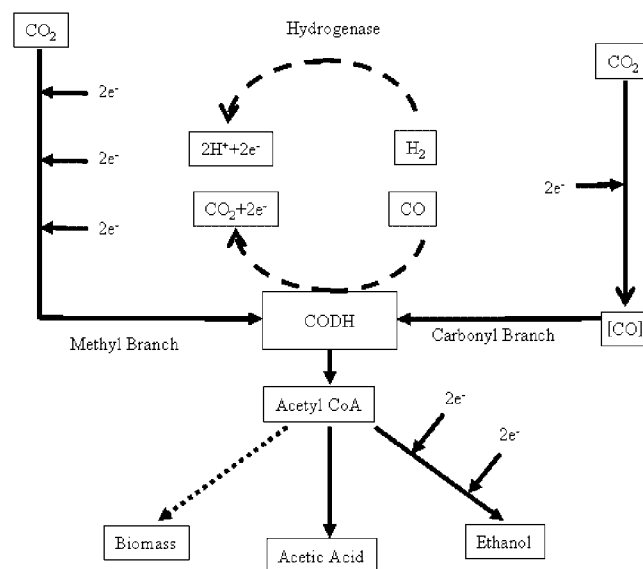 Hydrogenase
CO₂
CO₂
2e⁻
2H⁺+2e⁻
H₂
2e⁻
2e⁻
CO₂+2e⁻
CO
2e⁻
CODH
[CO]
Methyl Branch
Carbonyl Branch
Acetyl CoA
2e⁻
2e⁻
Biomass
Acetic Acid
Ethanol